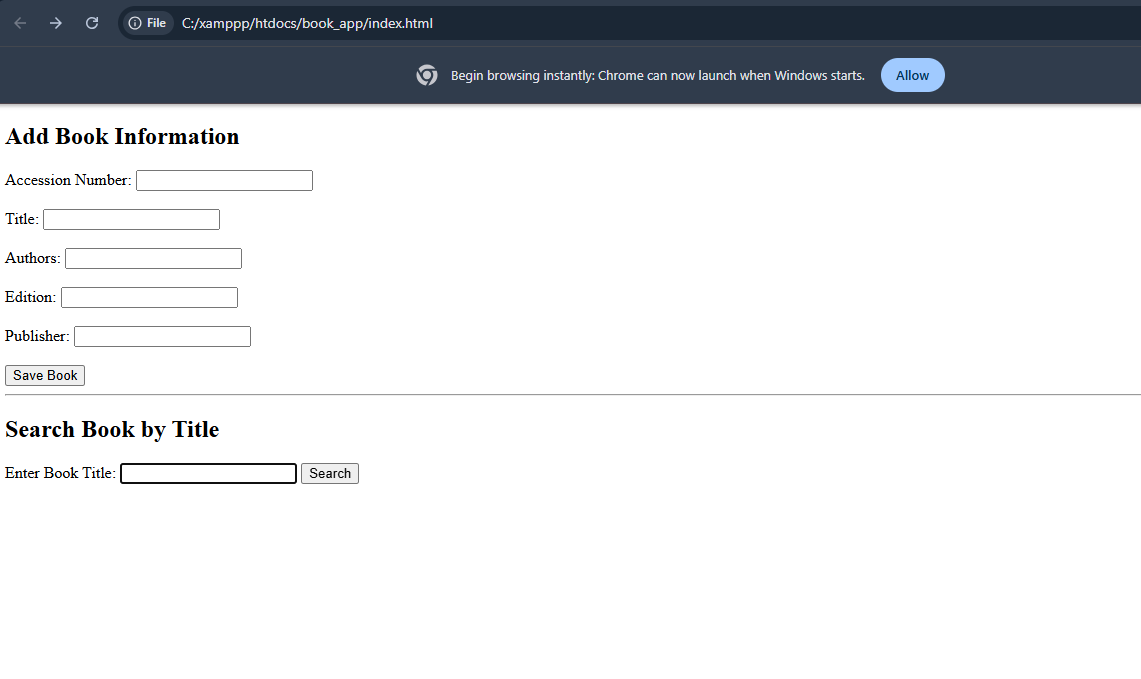 File C:/xamppp/htdocs/book_app/index.html
Begin browsing instantly: Chrome can now launch when Windows starts. Allow
Add Book Information
Accession Number:
Title:
Authors:
Edition:
Publisher:
Save Book
Search Book by Title
Enter Book Title: Search